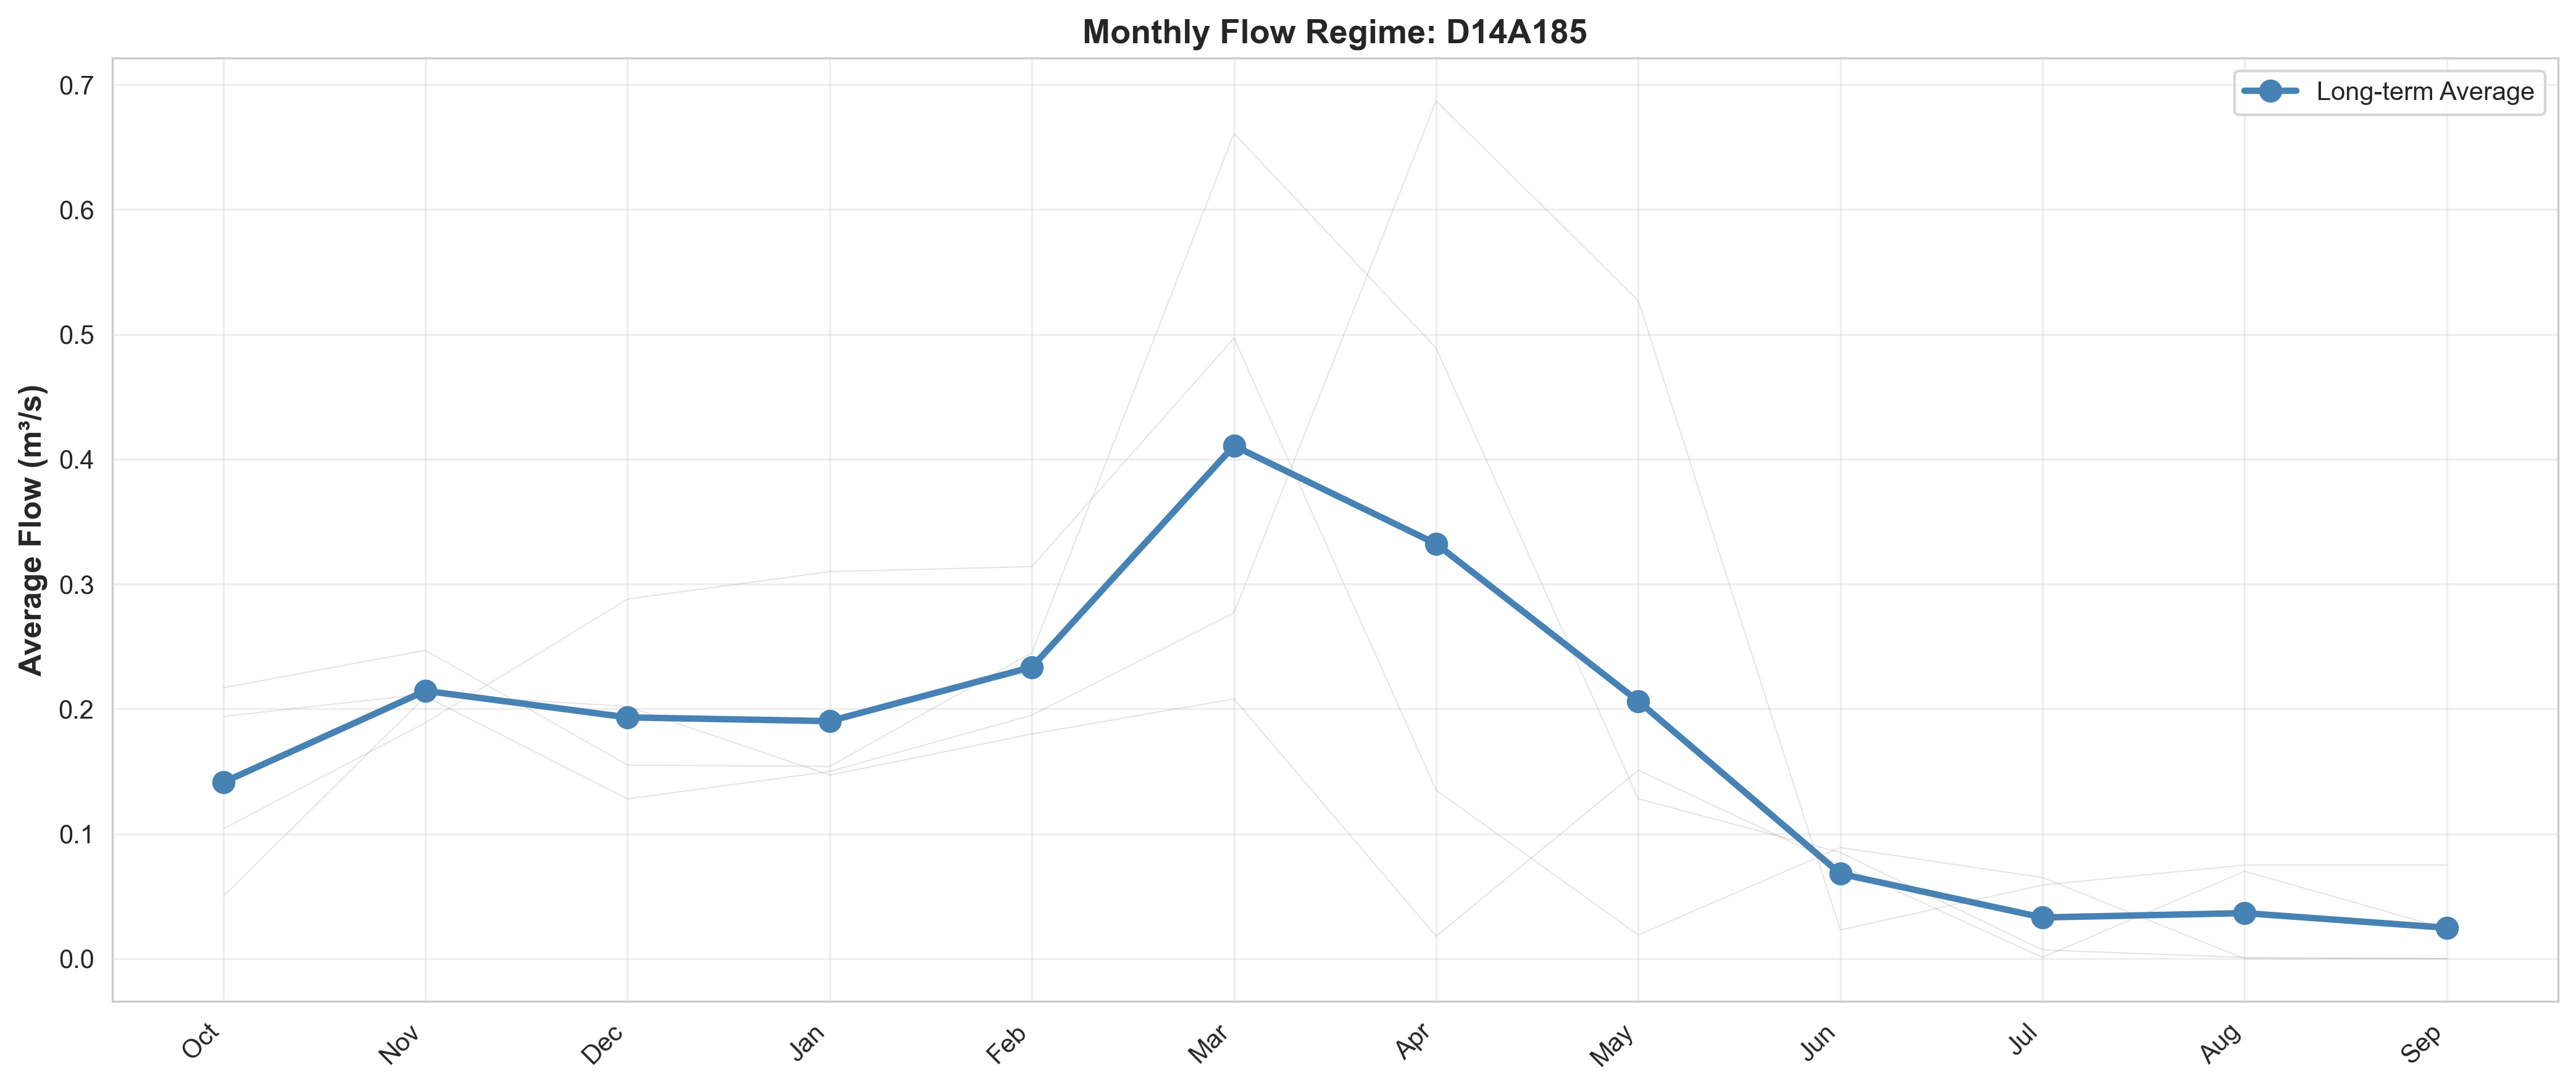 Monthly Flow Regime: D14A185
Long-term Average
Average Flow (m³/s)
0.7
0.6
0.5
0.4
0.3
0.2
0.1
0.0
Oct
Nov
Dec
Jan
Feb
Mar
Apr
May
Jun
Jul
Aug
Sep